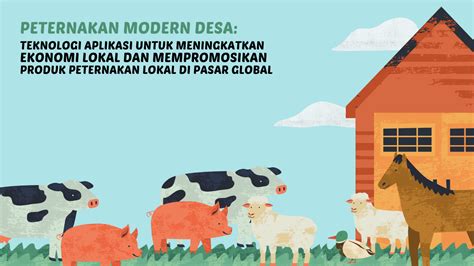 PETERNAKAN MODERN DESA:
TEKNOLOGI APLIKASI UNTUK MENINGKATKAN
EKONOMI LOKAL DAN MEMPROMOSIKAN
PRODUK PETERNAKAN LOKAL DI PASAR GLOBAL